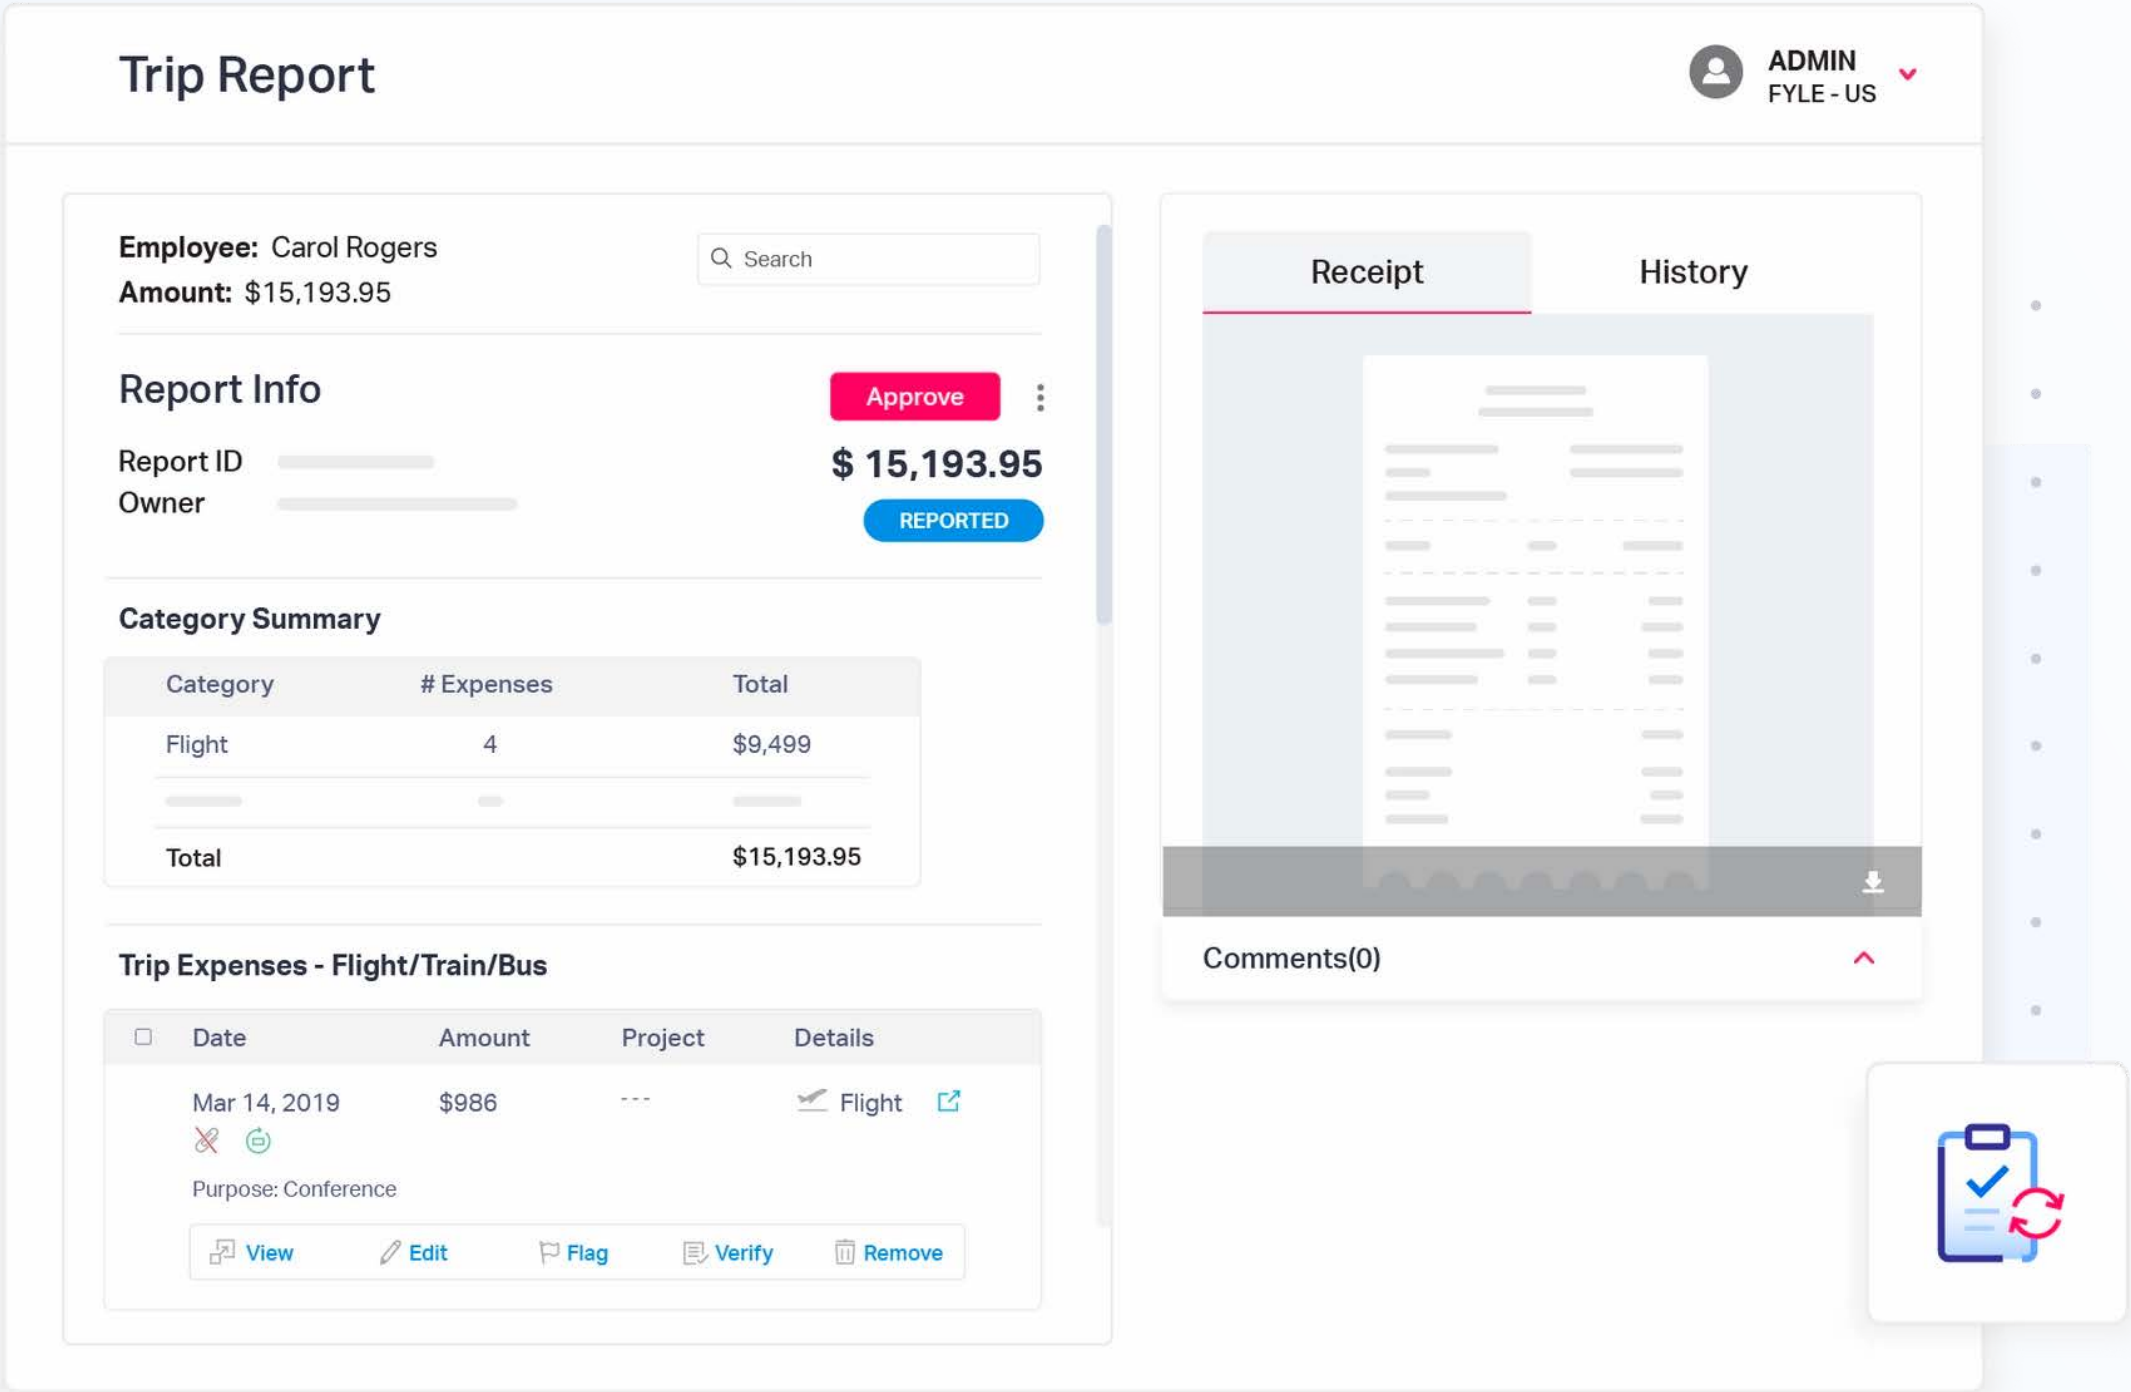 Trip Report
ADMIN
FYLE - US
Employee: Carol Rogers
Amount: $15,193.95
Search
Report Info
Approve
Report ID
Owner
$ 15,193.95
REPORTED
Category Summary
Category # Expenses Total
Flight 4 $9,499
Total $15,193.95
Trip Expenses - Flight/Train/Bus
Date Amount Project Details
Mar 14, 2019 $986 --- Flight
Purpose: Conference
View Edit Flag Verify Remove
Receipt History
Comments(0)